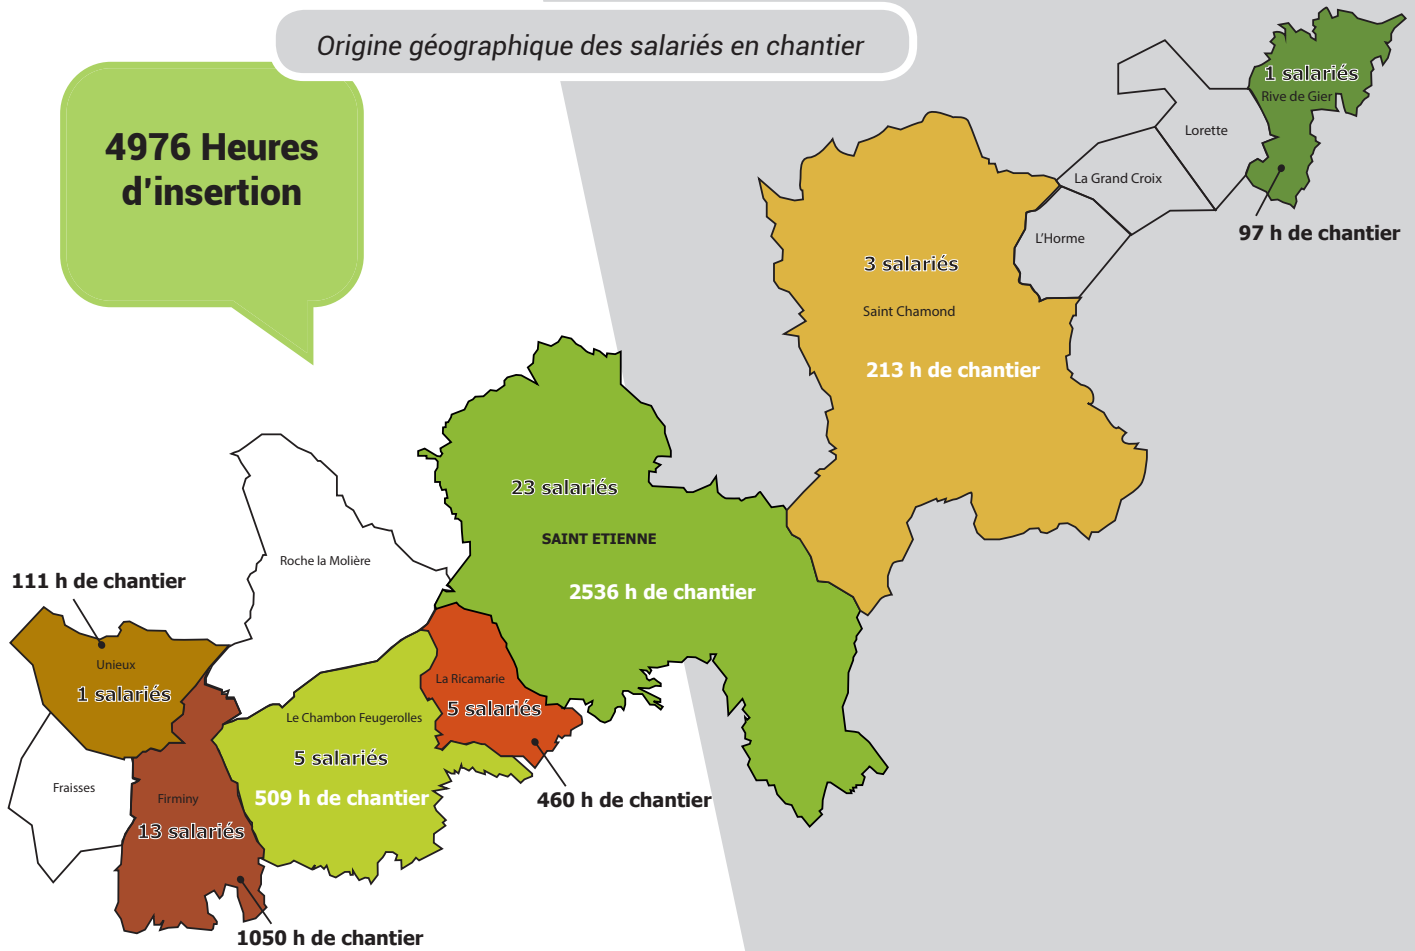 Origine géographique des salariés en chantier
4976 Heures
d'insertion
1 salariés
Rive de Gier
Lorette
La Grand Croix
L'Horme
97 h de chantier
3 salariés
Saint Chamond
213 h de chantier
23 salariés
SAINT ETIENNE
2536 h de chantier
Roche la Molière
111 h de chantier
Unieux
1 salariés
La Ricamarie
5 salariés
Le Chambon Feugerolles
5 salariés
509 h de chantier
460 h de chantier
Fraisses
Firminy
13 salariés
1050 h de chantier